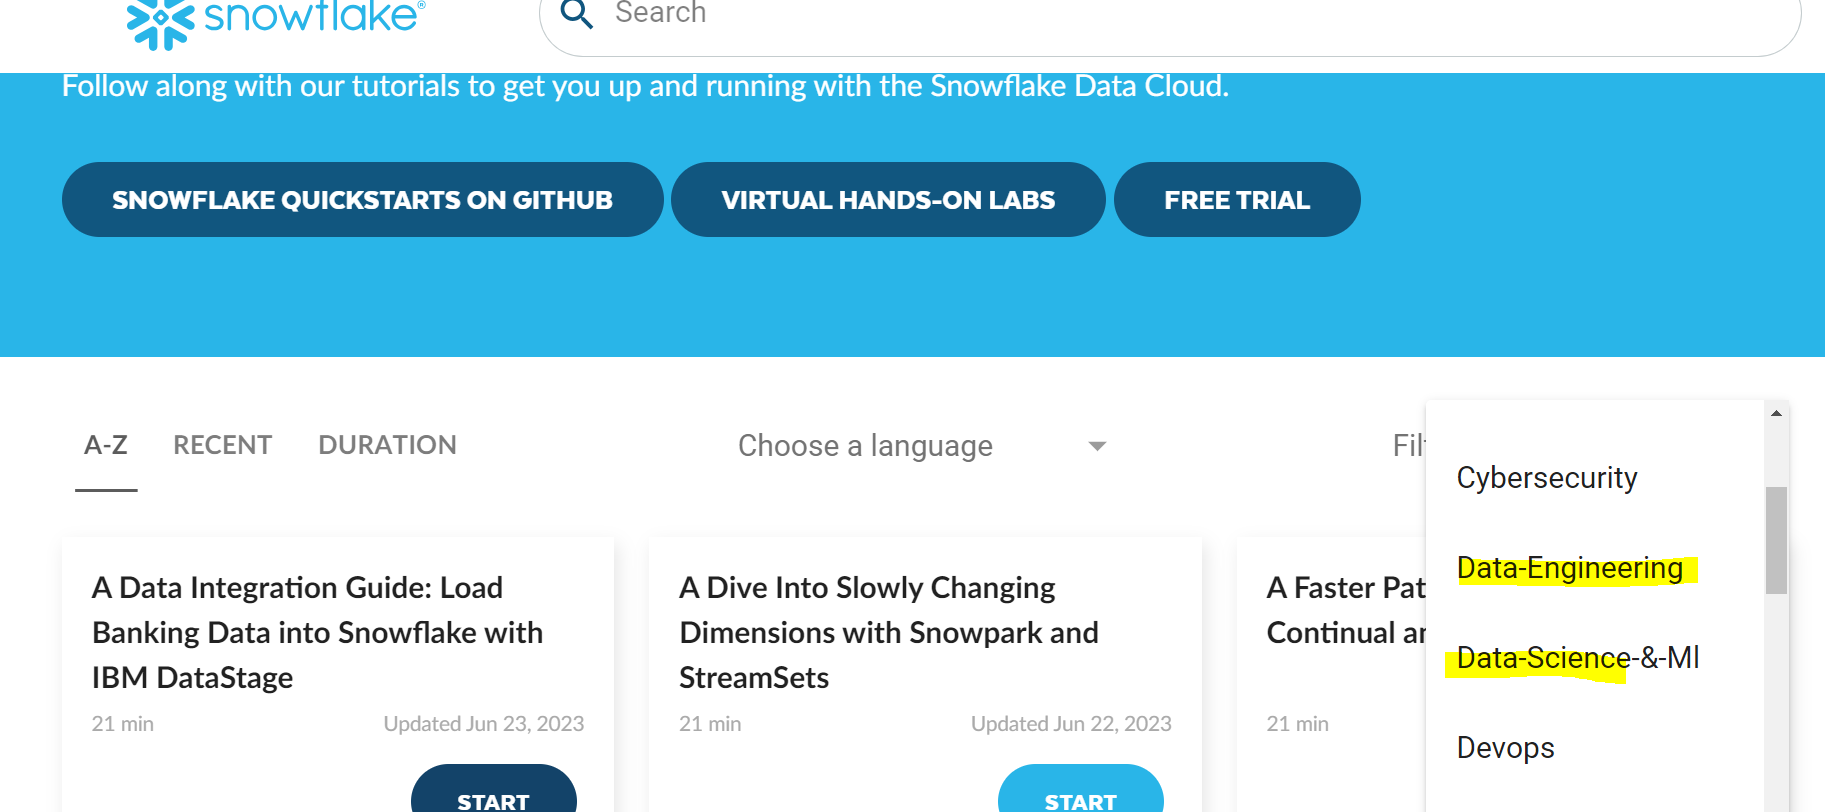 snowflake®
Search
Follow along with our tutorials to get you up and running with the Snowflake Data Cloud.
SNOWFLAKE QUICKSTARTS ON GITHUB
VIRTUAL HANDS-ON LABS
FREE TRIAL
A-Z
RECENT
DURATION
Choose a language
Cybersecurity
Data-Engineering
Data-Science-&-Ml
Devops
A Data Integration Guide: Load
Banking Data into Snowflake with
IBM DataStage
21 min
Updated Jun 23, 2023
START
A Dive Into Slowly Changing
Dimensions with Snowpark and
StreamSets
21 min
Updated Jun 22, 2023
START
A Faster
Continual
21 min